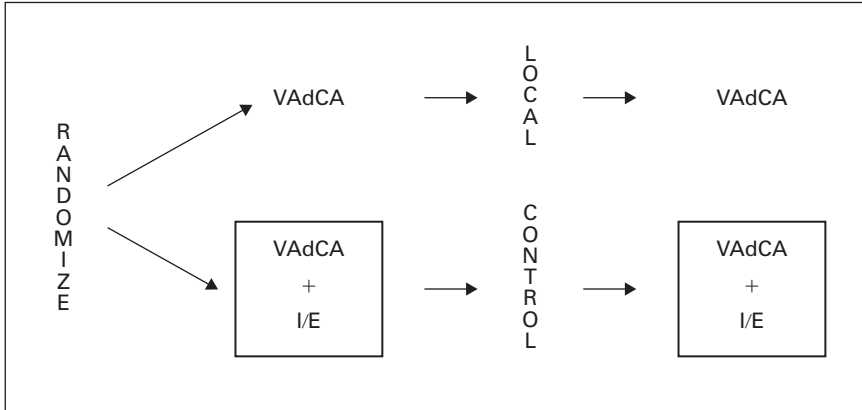 RANDOMIZE
VAdCA
LOCAL
VAdCA
VAdCA
+
I/E
CONTROL
VAdCA
+
I/E